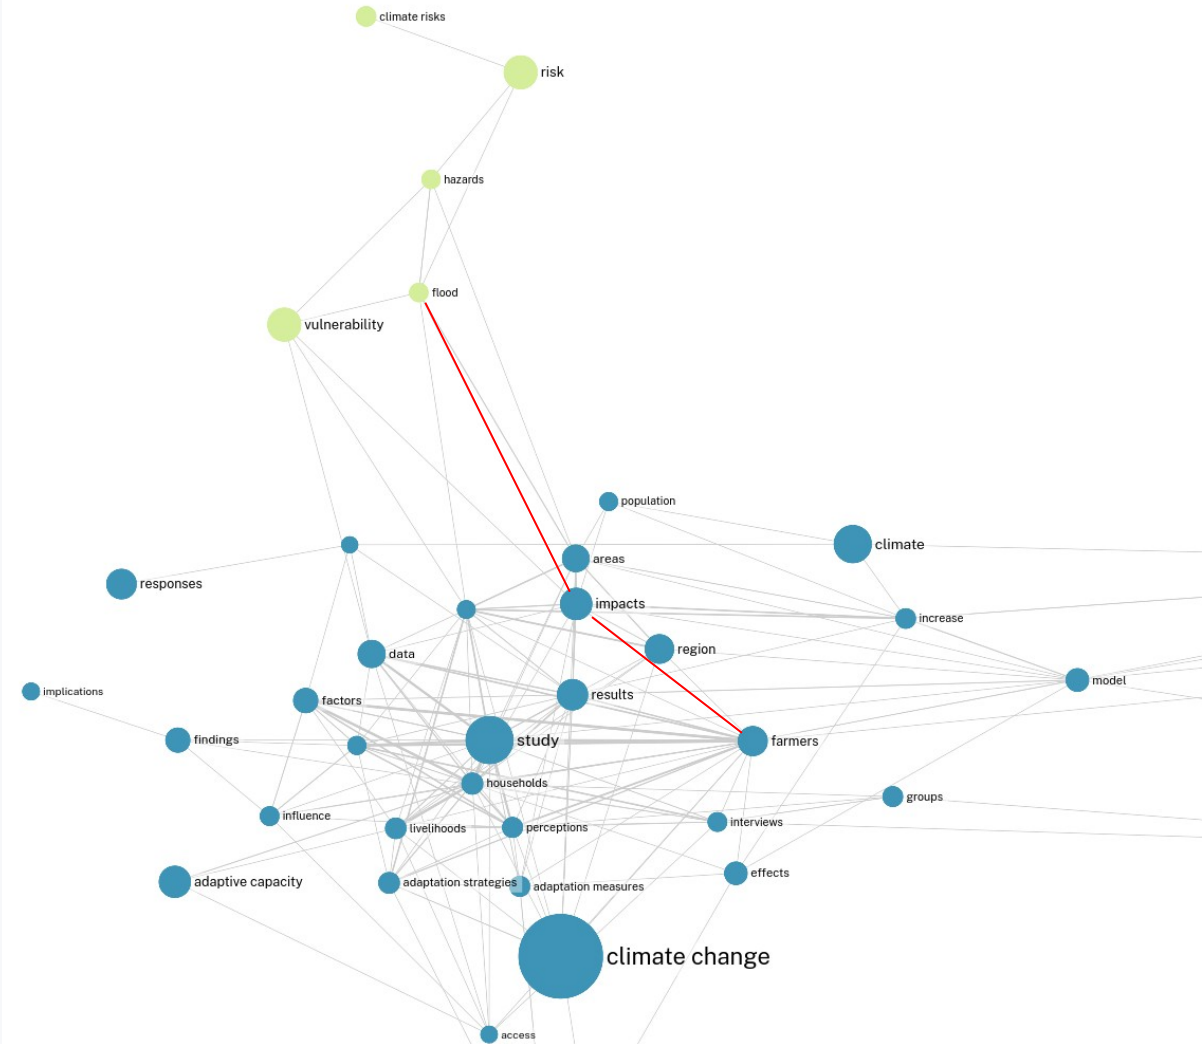 climate risks
risk
hazards
flood
vulnerability
population
climate
areas
responses
impacts
increase
region
data
results
model
implications
factors
findings
study
farmers
households
groups
influence
livelihoods
perceptions
interviews
effects
adaptive capacity
adaptation strategies
adaptation measures
climate change
access